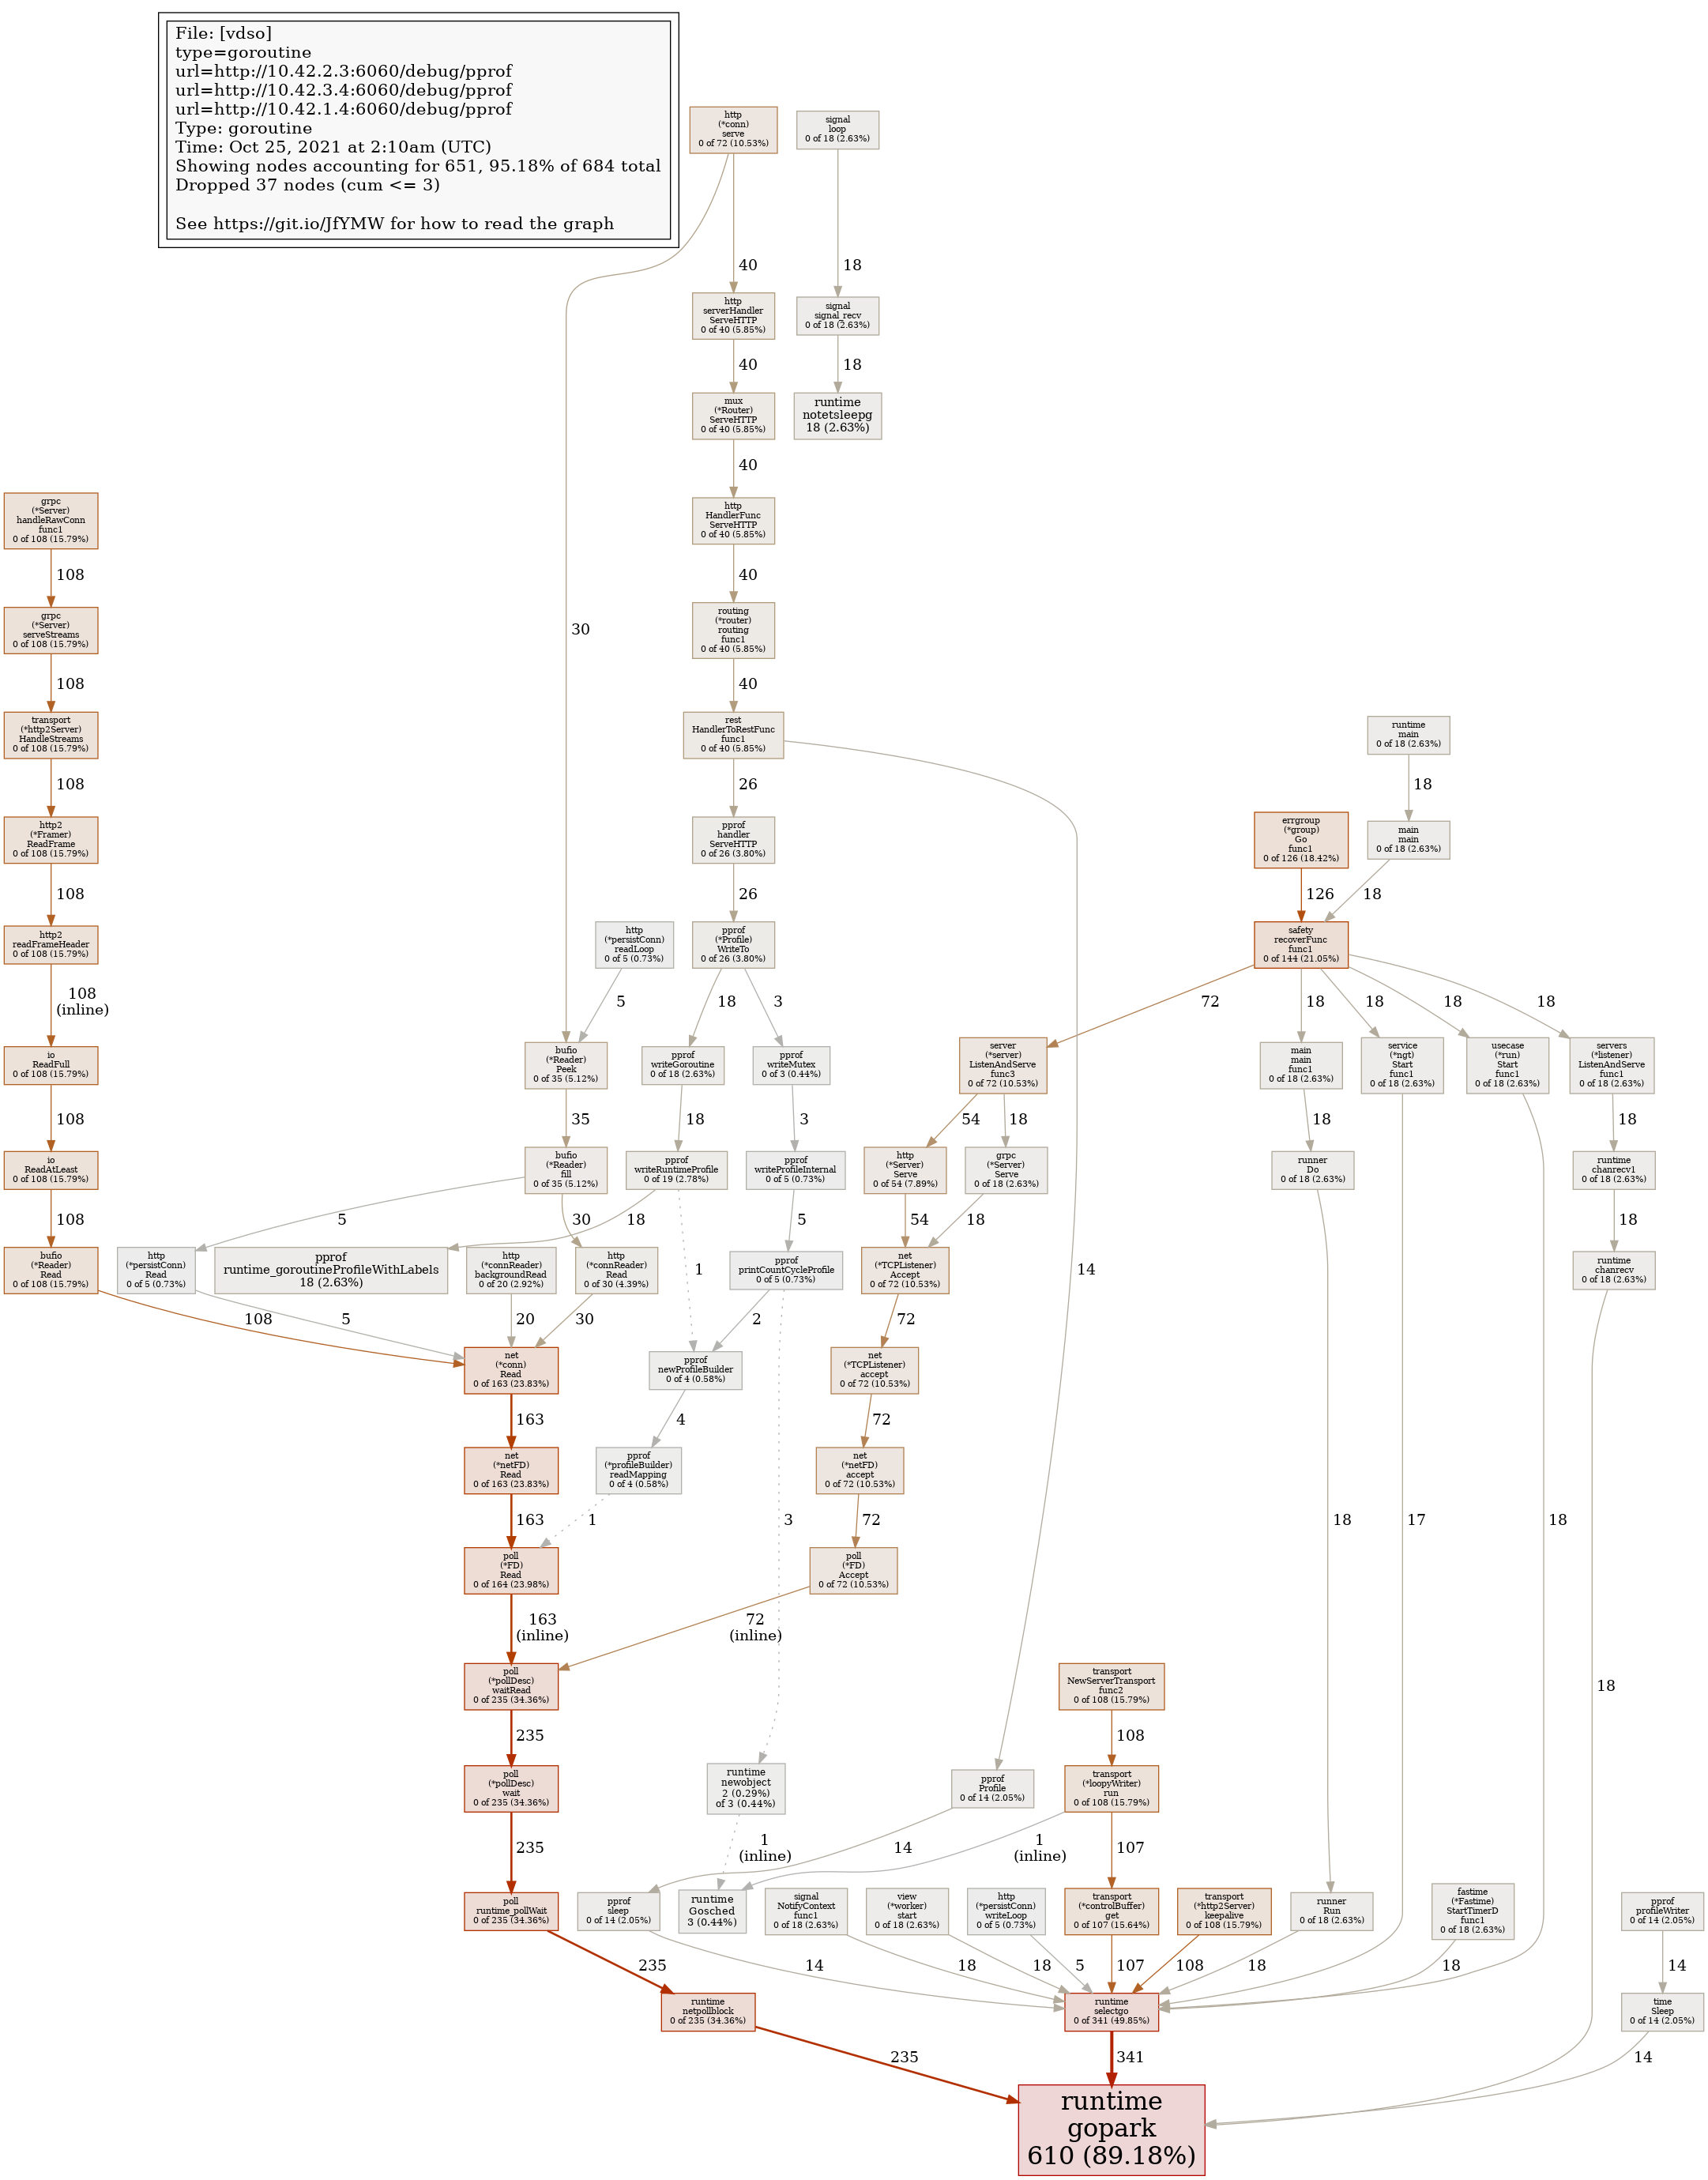 File: [vdso]
type=goroutine
url=http://10.42.2.3:6060/debug/pprof
url=http://10.42.3.4:6060/debug/pprof
url=http://10.42.1.4:6060/debug/pprof
Type: goroutine
Time: Oct 25, 2021 at 2:10am (UTC)
Showing nodes accounting for 651, 95.18% of 684 total
Dropped 37 nodes (cum <= 3)
See https://git.io/JfYMW for how to read the graph
http
(*conn)
serve
0 of 72 (10.53%)
signal
loop
0 of 18 (2.63%)
40
18
http
serverHandler
ServeHTTP
0 of 40 (5.85%)
signal
signal_recv
0 of 18 (2.63%)
40
18
mux
(*Router)
ServeHTTP
0 of 40 (5.85%)
runtime
notetsleepg
18 (2.63%)
40
grpc
(*Server)
handleRawConn
func1
0 of 108 (15.79%)
http
HandlerFunc
ServeHTTP
0 of 40 (5.85%)
108
40
grpc
(*Server)
serveStreams
0 of 108 (15.79%)
30
routing
(*router)
routing
func1
0 of 40 (5.85%)
108
40
transport
(*http2Server)
HandleStreams
0 of 108 (15.79%)
rest
HandlerToRestFunc
func1
0 of 40 (5.85%)
runtime
main
0 of 18 (2.63%)
108
26
18
http2
(*Framer)
ReadFrame
0 of 108 (15.79%)
pprof
handler
ServeHTTP
0 of 26 (3.80%)
errgroup
(*group)
Go
func1
0 of 126 (18.42%)
main
main
0 of 18 (2.63%)
108
26
126
18
http2
readFrameHeader
0 of 108 (15.79%)
http
(*persistConn)
readLoop
0 of 5 (0.73%)
pprof
(*Profile)
WriteTo
0 of 26 (3.80%)
safety
recoverFunc
func1
0 of 144 (21.05%)
108
(inline)
5
18
3
72
18
18
18
18
io
ReadFull
0 of 108 (15.79%)
bufio
(*Reader)
Peek
0 of 35 (5.12%)
pprof
writeGoroutine
0 of 18 (2.63%)
pprof
writeMutex
0 of 3 (0.44%)
server
(*server)
ListenAndServe
func3
0 of 72 (10.53%)
main
main
func1
0 of 18 (2.63%)
service
(*ngt)
Start
func1
0 of 18 (2.63%)
usecase
(*run)
Start
func1
0 of 18 (2.63%)
servers
(*listener)
ListenAndServe
func1
0 of 18 (2.63%)
108
35
18
3
54
18
18
18
io
ReadAtLeast
0 of 108 (15.79%)
bufio
(*Reader)
fill
0 of 35 (5.12%)
pprof
writeRuntimeProfile
0 of 19 (2.78%)
pprof
writeProfileInternal
0 of 5 (0.73%)
http
(*Server)
Serve
0 of 54 (7.89%)
grpc
(*Server)
Serve
0 of 18 (2.63%)
runner
Do
0 of 18 (2.63%)
runtime
chanrecv1
0 of 18 (2.63%)
108
5
30
18
5
54
18
18
bufio
(*Reader)
Read
0 of 108 (15.79%)
http
(*persistConn)
Read
0 of 5 (0.73%)
pprof
runtime_goroutineProfileWithLabels
18 (2.63%)
http
(*connReader)
backgroundRead
0 of 20 (2.92%)
http
(*connReader)
Read
0 of 30 (4.39%)
1
pprof
printCountCycleProfile
0 of 5 (0.73%)
net
(*TCPListener)
Accept
0 of 72 (10.53%)
14
runtime
chanrecv
0 of 18 (2.63%)
108
5
20
30
2
72
net
(*conn)
Read
0 of 163 (23.83%)
pprof
newProfileBuilder
0 of 4 (0.58%)
net
(*TCPListener)
accept
0 of 72 (10.53%)
163
4
72
net
(*netFD)
Read
0 of 163 (23.83%)
pprof
(*profileBuilder)
readMapping
0 of 4 (0.58%)
net
(*netFD)
accept
0 of 72 (10.53%)
163
1
3
72
18
17
18
poll
(*FD)
Read
0 of 164 (23.98%)
poll
(*FD)
Accept
0 of 72 (10.53%)
163
(inline)
72
(inline)
poll
(*pollDesc)
waitRead
0 of 235 (34.36%)
transport
NewServerTransport
func2
0 of 108 (15.79%)
18
235
108
poll
(*pollDesc)
wait
0 of 235 (34.36%)
runtime
newobject
2 (0.29%)
of 3 (0.44%)
pprof
Profile
0 of 14 (2.05%)
transport
(*loopyWriter)
run
0 of 108 (15.79%)
235
1
(inline)
14
1
(inline)
107
poll
runtime_pollWait
0 of 235 (34.36%)
pprof
sleep
0 of 14 (2.05%)
runtime
Gosched
3 (0.44%)
signal
NotifyContext
func1
0 of 18 (2.63%)
view
(*worker)
start
0 of 18 (2.63%)
http
(*persistConn)
writeLoop
0 of 5 (0.73%)
transport
(*controlBuffer)
get
0 of 107 (15.64%)
transport
(*http2Server)
keepalive
0 of 108 (15.79%)
runner
Run
0 of 18 (2.63%)
fastime
(*Fastime)
StartTimerD
func1
0 of 18 (2.63%)
pprof
profileWriter
0 of 14 (2.05%)
235
14
18
18
5
107
108
18
18
14
runtime
netpollblock
0 of 235 (34.36%)
runtime
selectgo
0 of 341 (49.85%)
time
Sleep
0 of 14 (2.05%)
235
341
14
runtime
gopark
610 (89.18%)